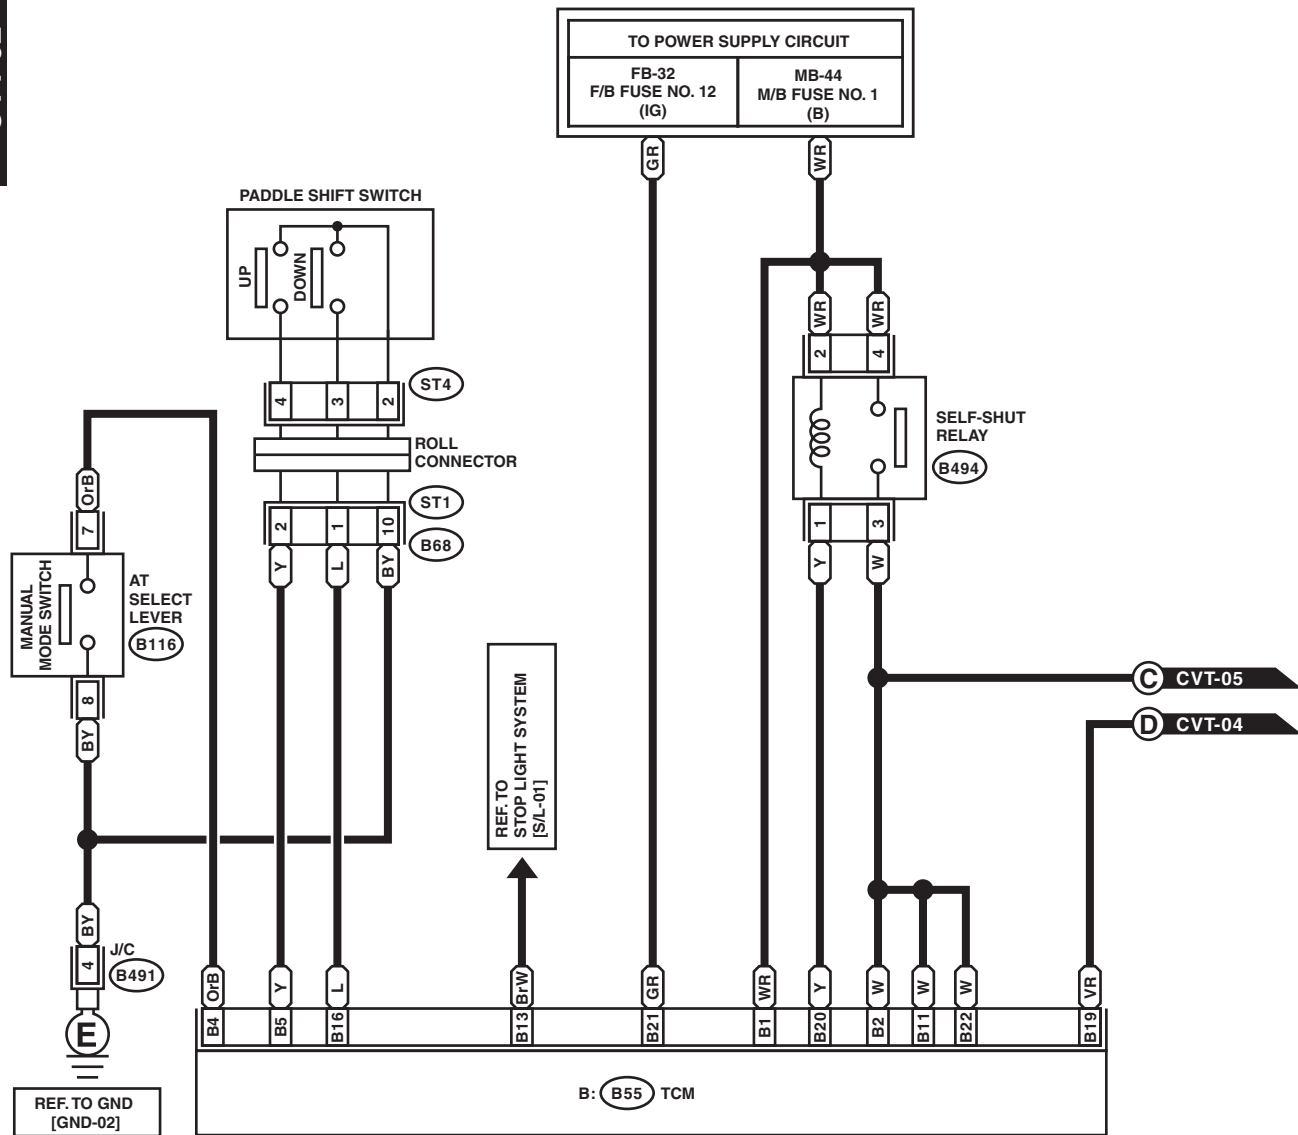 TO POWER SUPPLY CIRCUIT
FB-32
F/B FUSE NO. 12
(IG)
MB-44
M/B FUSE NO. 1
(B)
GR
WR
PADDLE SHIFT SWITCH
UP
DOWN
WR
WR
2
4
SELF-SHUT
RELAY
B494
1
3
Y
W
4
3
2
ST4
ROLL
CONNECTOR
ST1
2
1
10
B68
Y
L
BY
OrB
7
MANUAL
MODE SWITCH
AT
SELECT
LEVER
B116
8
BY
REF. TO
STOP LIGHT SYSTEM
[S/L-01]
C CVT-05
D CVT-04
BY
J/C
4
B491
E
REF. TO GND
[GND-02]
OrB
Y
L
BrW
GR
WR
Y
W
W
W
VR
B4
B5
B16
B13
B21
B1
B20
B2
B11
B22
B19
B: B55 TCM